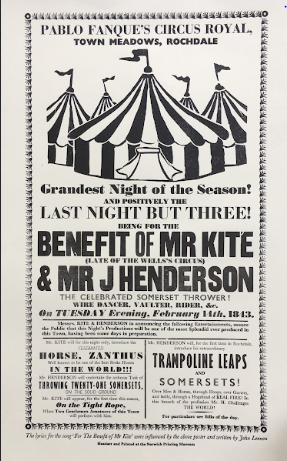 PABLO FANQUE'S CIRCUS ROYAL,
TOWN MEADOWS, ROCHDALE
Grandest Night of the Season!
AND POSITIVELY THE
LAST NIGHT BUT THREE!
BEING FOR THE
BENEFIT OF MR KITE
(LATE OF THE WELLS'S CIRCUS)
& MR J HENDERSON
THE CELEBRATED SOMERSET THROWER!
WIRE DANCER, VAULTER, RIDER, &c.
On TUESDAY Evening, February 14th, 1843.
Messrs. KITE & HENDERSON in announcing the following Entertainments, assure
the Public that this Night's Productions will be one of the most Splendid ever produced in
this Town, having been some days in preparation.
Mr. KITE will for this night only, introduce the
CELEBRATED
HORSE, ZANTHUS
Well known to be one of the best Broke Horses
IN THE WORLD!!!
Mr. HENDERSON will undertake the arduous Task of
THROWING TWENTY-ONE SOMERSETS,
ON THE SOLID GROUND.
Mr. KITE will appear, for the first time this season,
On the Tight Rope,
When Two Gentlemen Amateurs of this Town
will perform with him.
Mr. HENDERSON will, for the first time in Rochdale,
introduce his extraordinary
TRAMPOLINE LEAPS
AND
SOMERSETS!
Over Men & Horses, through Hoops, over Garters,
and lastly, through a Hogshead of REAL FIRE! In
this branch of the profession Mr. H. challenges
THE WORLD!
For particulars see Bills of the day.
The lyrics for the song 'For The Benefit of Mr Kite' were influenced by the above poster and written by John Lennon
Handset and Printed at the Norwich Printing Museum